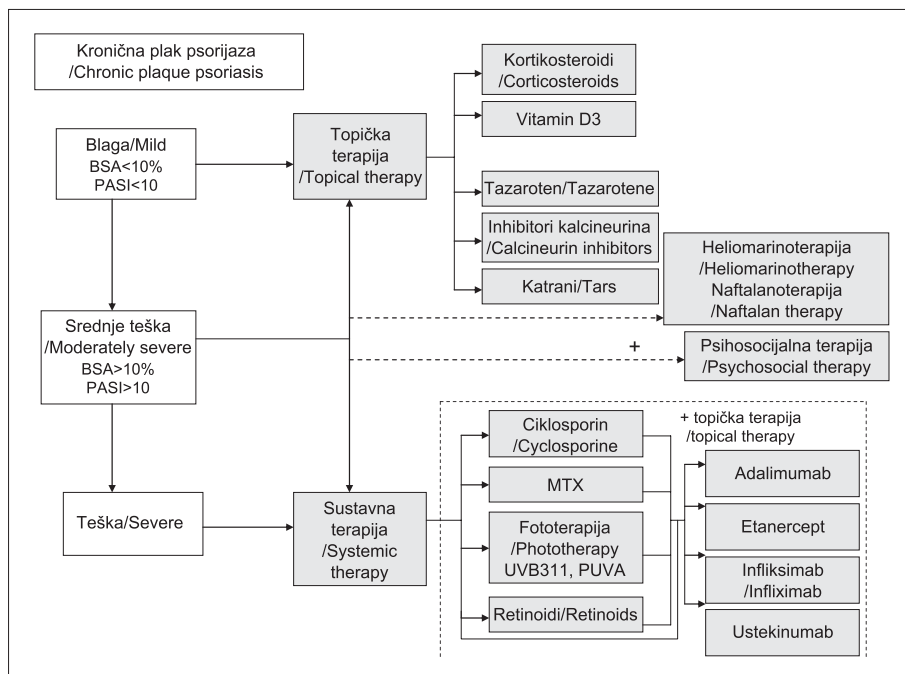 Kronična plak psorijaza
/Chronic plaque psoriasis
Blaga/Mild
BSA<10%
PASI<10
Topička
terapija
/Topical therapy
Kortikosteroidi
/Corticosteroids
Vitamin D3
Tazaroten/Tazarotene
Inhibitori kalcineurina
/Calcineurin inhibitors
Katrani/Tars
Heliomarinoterapija
/Heliomarinotherapy
Naftalanoterapija
/Naftalan therapy
Srednje teška
/Moderately severe
BSA>10%
PASI>10
+
Psihosocijalna terapija
/Psychosocial therapy
Teška/Severe
Sustavna
terapija
/Systemic
therapy
Ciklosporin
/Cyclosporine
MTX
Fototerapija
/Phototherapy
UVB311, PUVA
Retinoidi/Retinoids
+ topička terapija
/topical therapy
Adalimumab
Etanercept
Infliksimab
/Infliximab
Ustekinumab